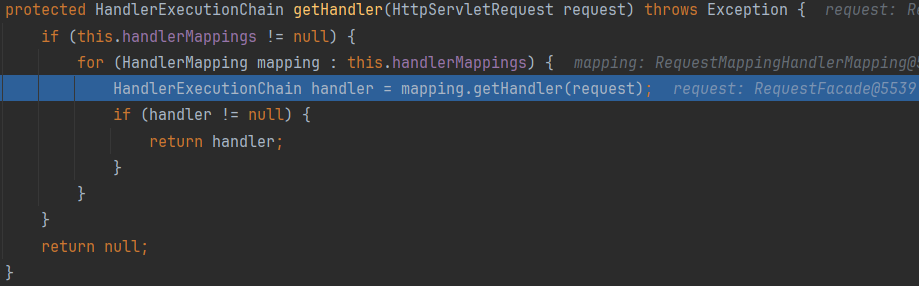 protected HandlerExecutionChain getHandler(HttpServletRequest request) throws Exception {  request: Re
    if (this.handlerMappings != null) {
        for (HandlerMapping mapping : this.handlerMappings) {  mapping: RequestMappingHandlerMapping@5
            HandlerExecutionChain handler = mapping.getHandler(request);  request: RequestFacade@5539
            if (handler != null) {
                return handler;
            }
        }
    }
    return null;
}